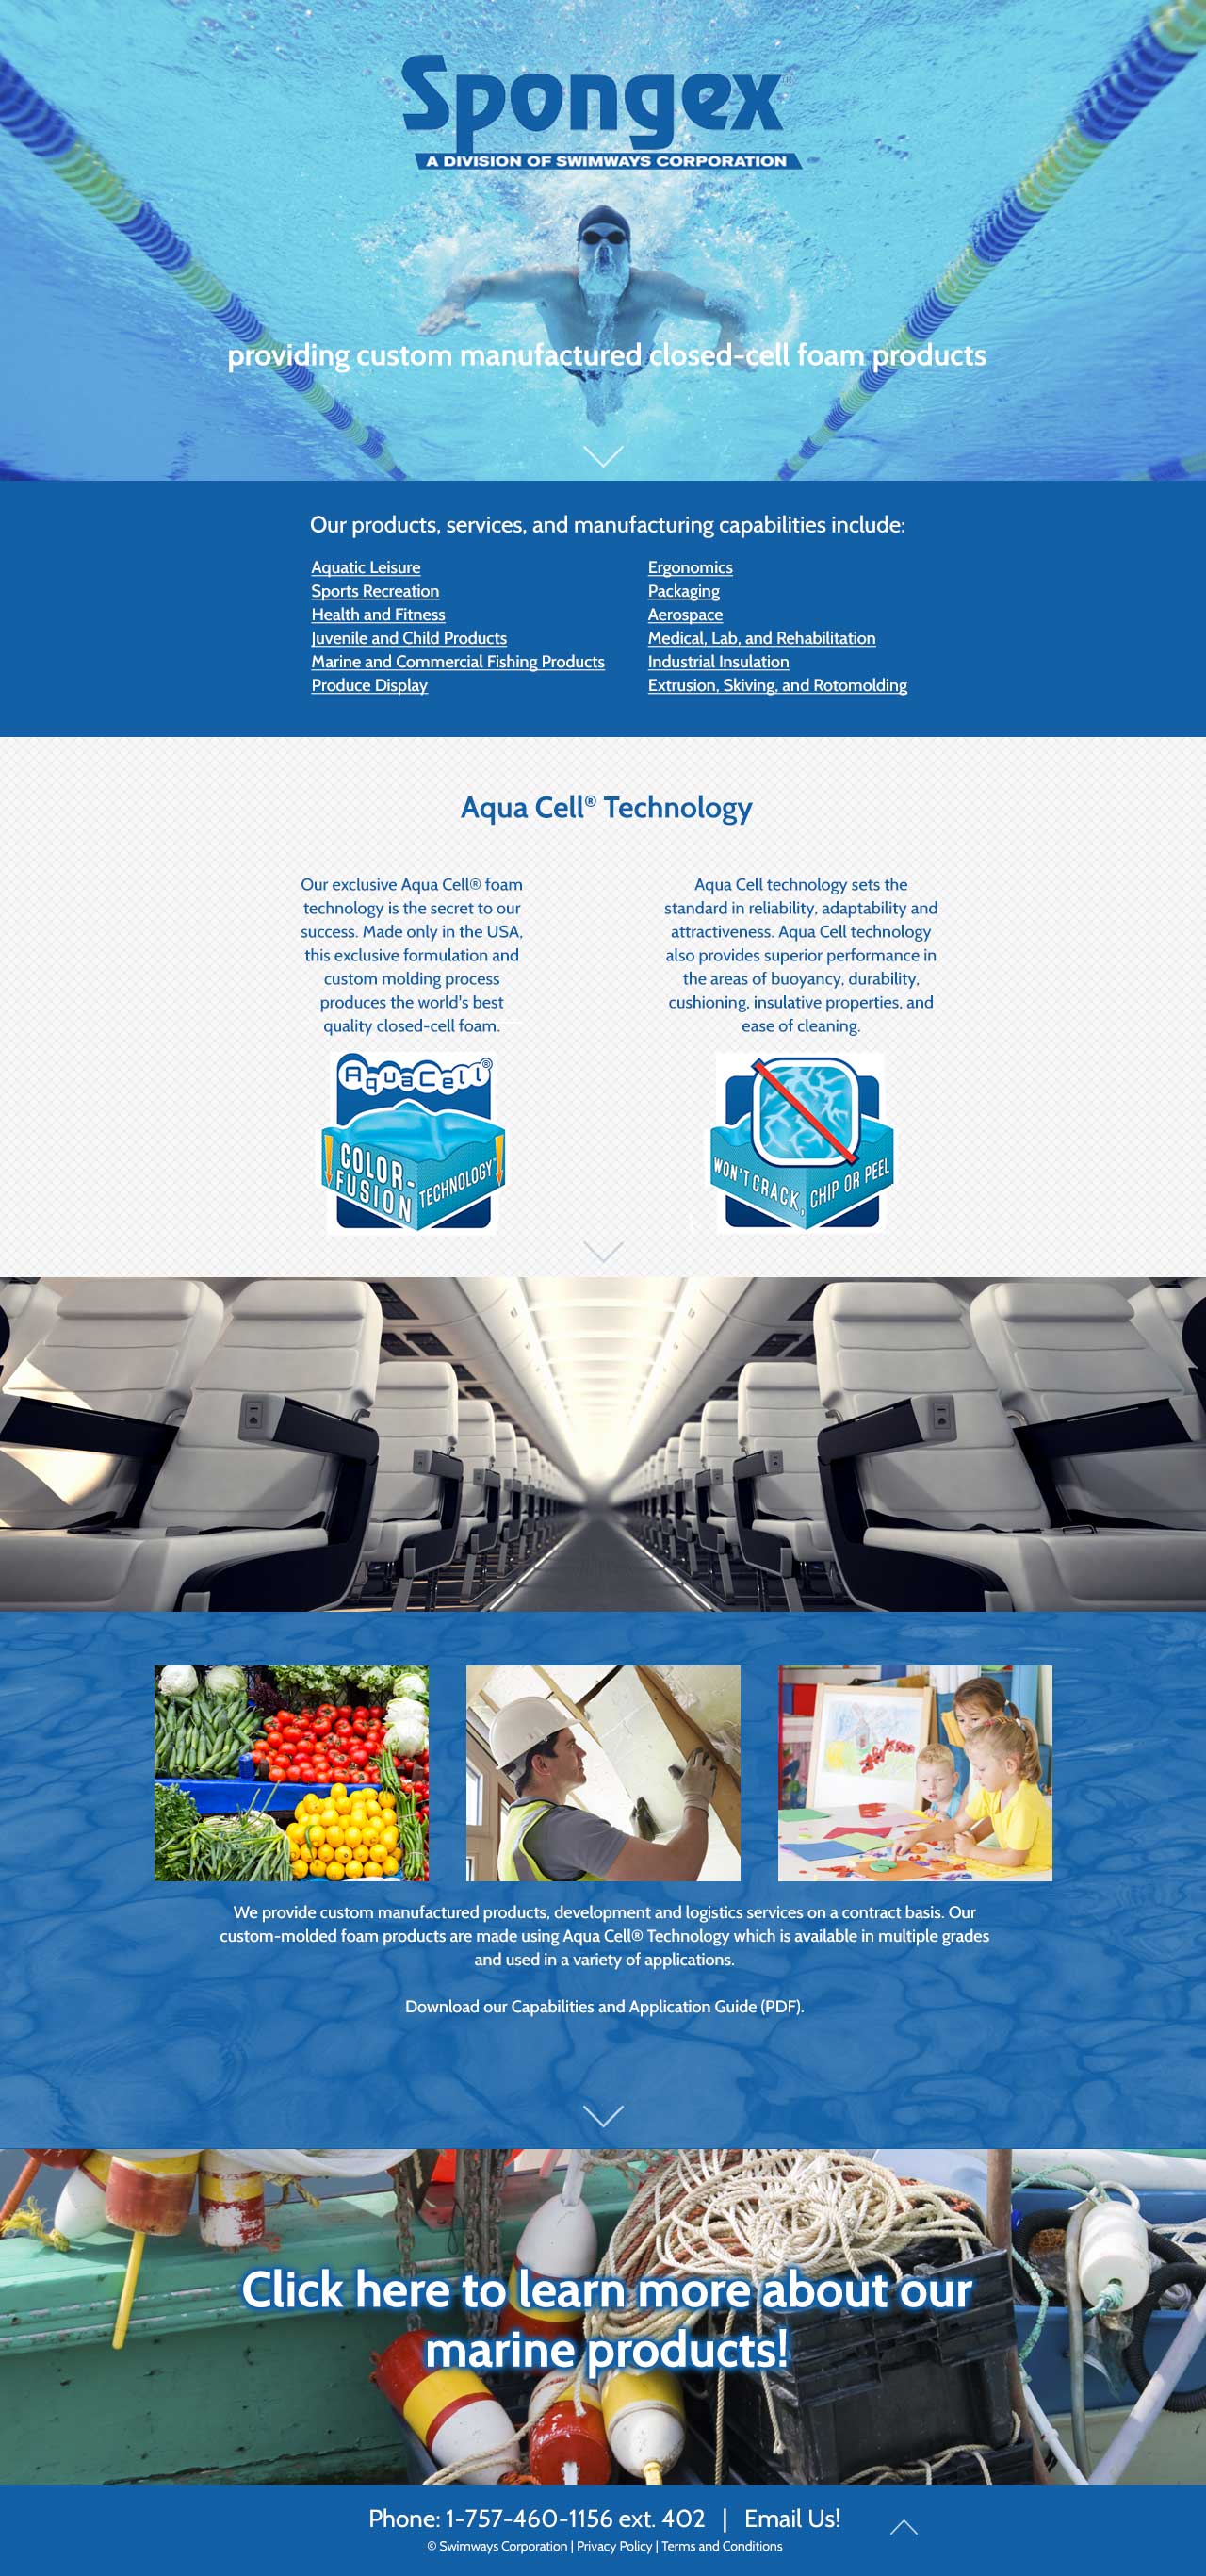 Spongex
A DIVISION OF SWIMWAYS CORPORATION
providing custom manufactured closed-cell foam products
Our products, services, and manufacturing capabilities include:
Aquatic Leisure
Sports Recreation
Health and Fitness
Juvenile and Child Products
Marine and Commercial Fishing Products
Produce Display
Ergonomics
Packaging
Aerospace
Medical, Lab, and Rehabilitation
Industrial Insulation
Extrusion, Skiving, and Rotomolding
Aqua Cell® Technology
Our exclusive Aqua Cell® foam
technology is the secret to our
success. Made only in the USA,
this exclusive formulation and
custom molding process
produces the world's best
quality closed-cell foam.
AquaCell®
COLOR-
FUSION TECHNOLOGY™
Aqua Cell technology sets the
standard in reliability, adaptability and
attractiveness. Aqua Cell technology
also provides superior performance in
the areas of buoyancy, durability,
cushioning, insulative properties, and
ease of cleaning.
WON'T CRACK, CHIP OR PEEL
We provide custom manufactured products, development and logistics services on a contract basis. Our
custom-molded foam products are made using Aqua Cell® Technology which is available in multiple grades
and used in a variety of applications.
Download our Capabilities and Application Guide (PDF).
Click here to learn more about our
marine products!
Phone: 1-757-460-1156 ext. 402 | Email Us!
© Swimways Corporation | Privacy Policy | Terms and Conditions